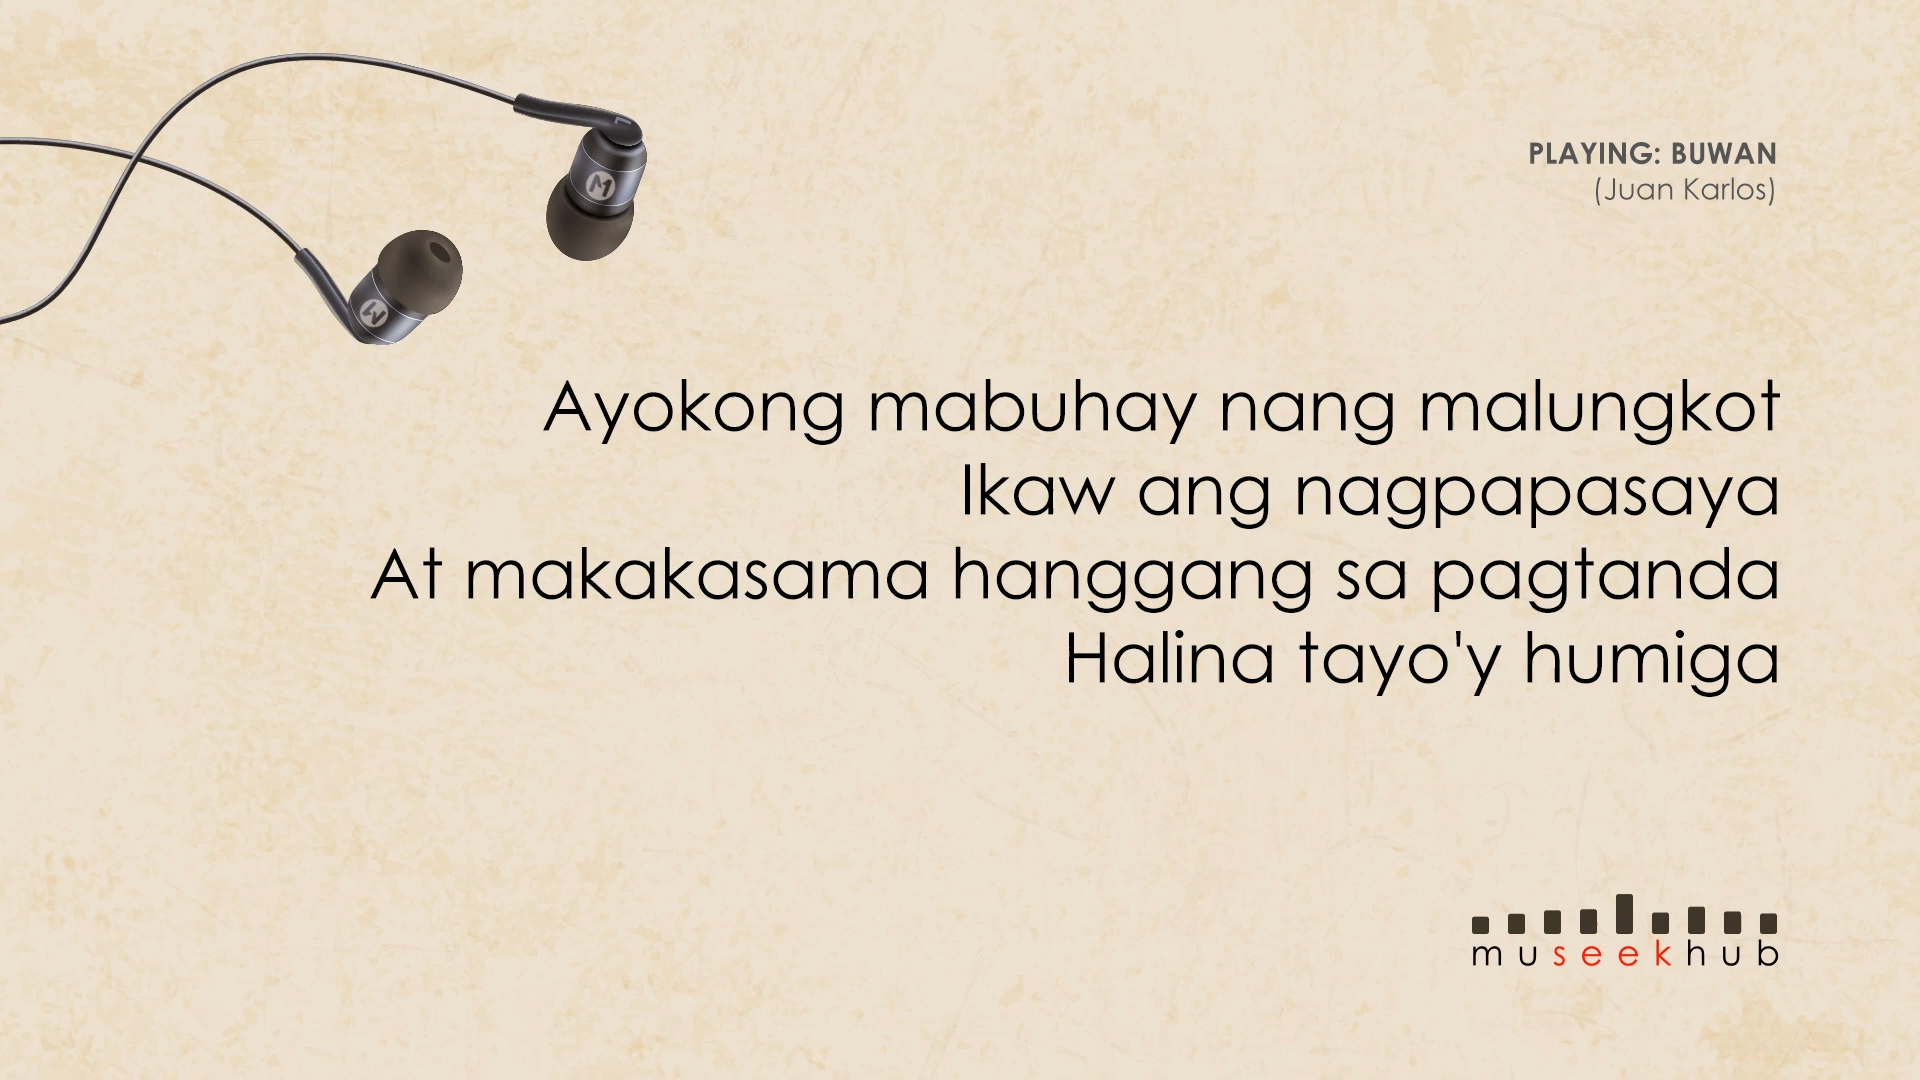 PLAYING: BUWAN
(Juan Karlos)
Ayokong mabuhay nang malungkot
Ikaw ang nagpapasaya
At makakasama hanggang sa pagtanda
Halina tayo'y humiga
museekhub